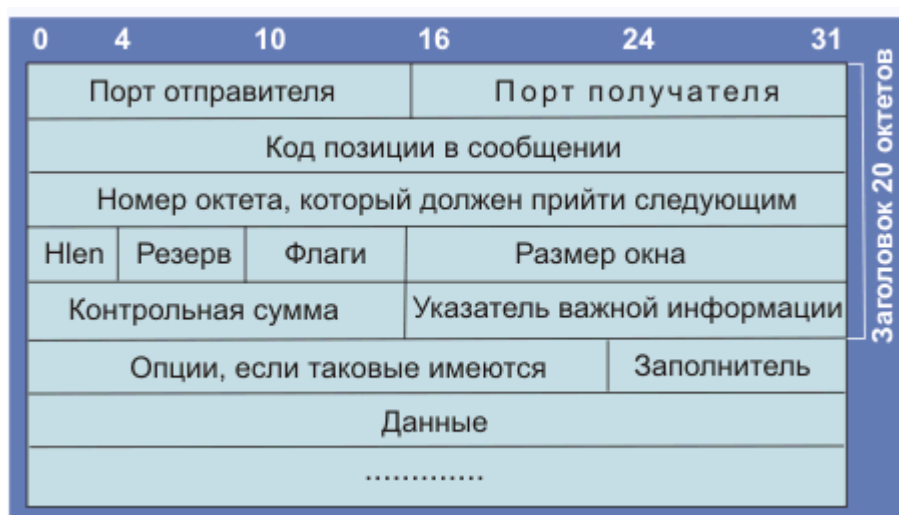 0 4 10 16 24 31
Порт отправителя Порт получателя
Код позиции в сообщении
Номер октета, который должен прийти следующим
Hlen Резерв Флаги Размер окна
Контрольная сумма Указатель важной информации
Опции, если таковые имеются Заполнитель
Данные
.............
Заголовок 20 октетов